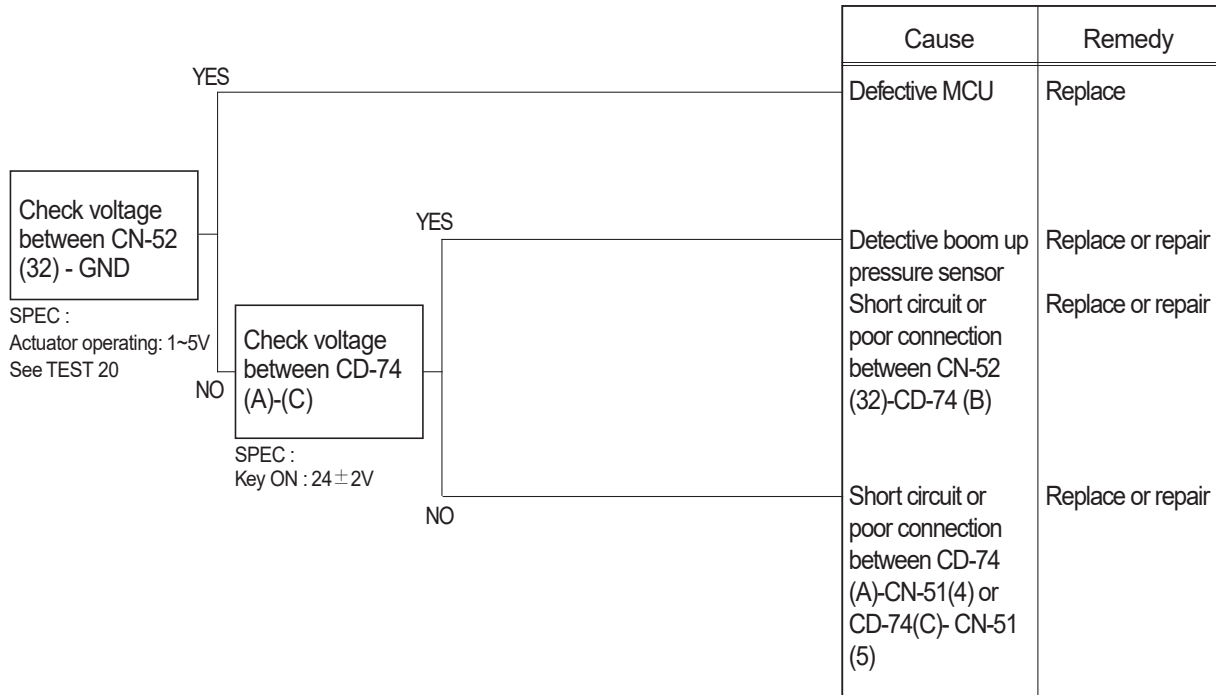 Cause
Remedy
YES
Defective MCU
Replace
Check voltage
between CN-52
(32) - GND
SPEC :
Actuator operating: 1~5V
See TEST 20
NO
YES
Detective boom up
pressure sensor
Replace or repair
Short circuit or
poor connection
between CN-52
(32)-CD-74 (B)
Replace or repair
Check voltage
between CD-74
(A)-(C)
SPEC :
Key ON : 24±2V
NO
Short circuit or
poor connection
between CD-74
(A)-CN-51(4) or
CD-74(C)- CN-51
(5)
Replace or repair